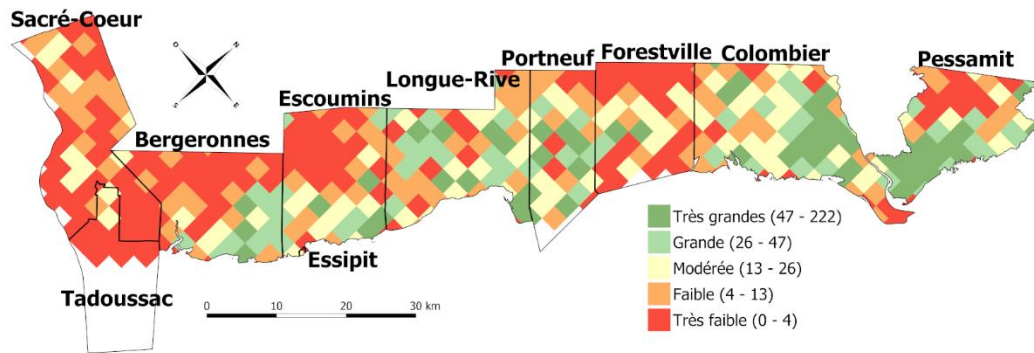 Sacré-Coeur
O N
S E
Portneuf Forestville Colombier
Longue-Rive
Pessamit
Escoumins
Bergeronnes
Essipit
Tadoussac
0 10 20 30 km
Très grandes (47 - 222)
Grande (26 - 47)
Modérée (13 - 26)
Faible (4 - 13)
Très faible (0 - 4)